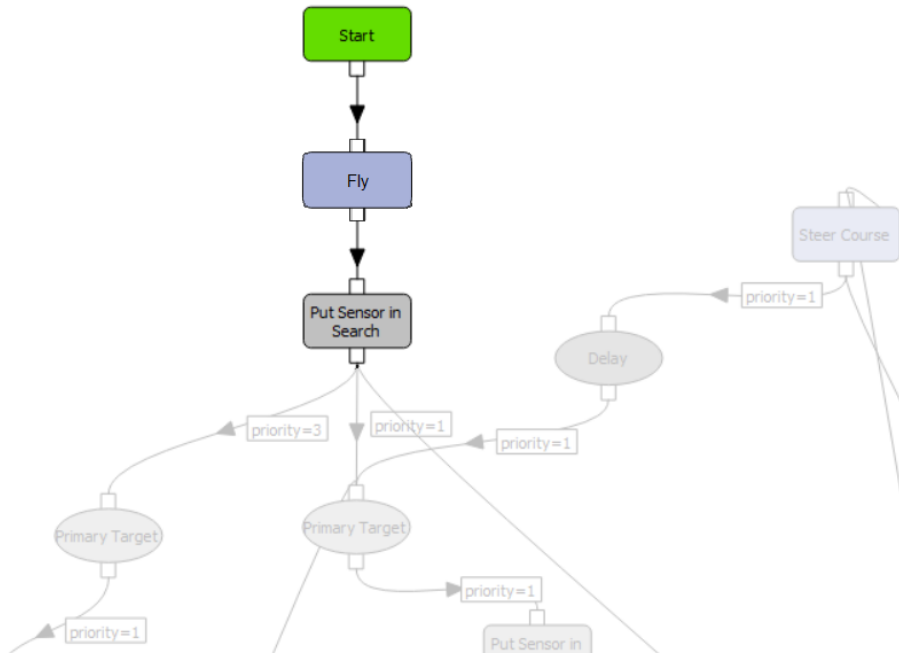 Start
Fly
Steer Course
Put Sensor in
Search
priority=1
Delay
priority=3
priority=1
priority=1
Primary Target
Primary Target
priority=1
priority=1
Put Sensor in